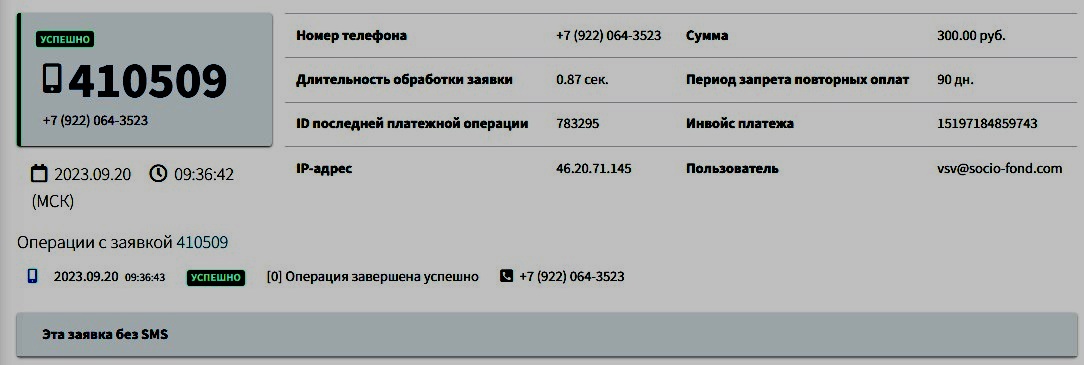 УСПЕШНО
410509
+7 (922) 064-3523
2023.09.20 09:36:42
(МСК)
Номер телефона +7 (922) 064-3523 Сумма 300.00 руб.
Длительность обработки заявки 0.87 сек. Период запрета повторных оплат 90 дн.
ID последней платежной операции 783295 Инвойс платежа 15197184859743
IP-адрес 46.20.71.145 Пользователь vsv@socio-fond.com
Операции с заявкой 410509
2023.09.20 09:36:43 УСПЕШНО [0] Операция завершена успешно +7 (922) 064-3523
Эта заявка без SMS